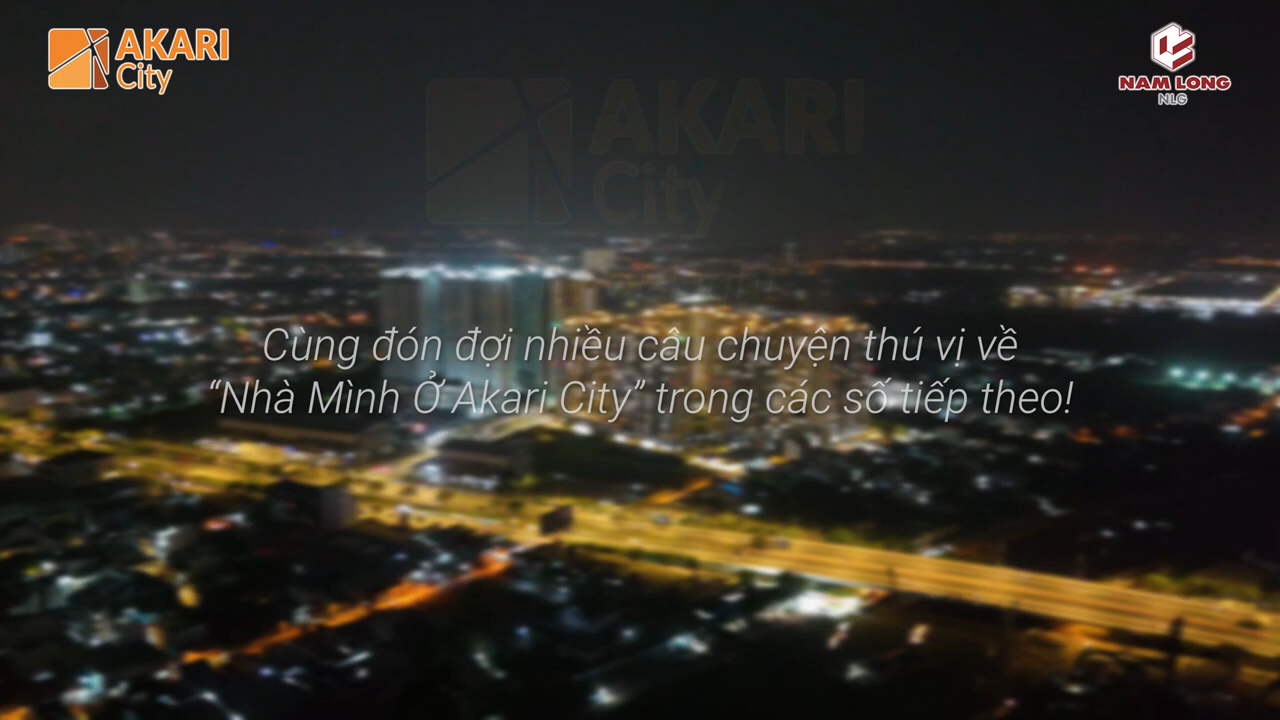 AKARI
City
NAM LONG
NLG
AKARI
City
Cùng đón đợi nhiều câu chuyện thú vị về
“Nhà Mình Ở Akari City” trong các số tiếp theo!